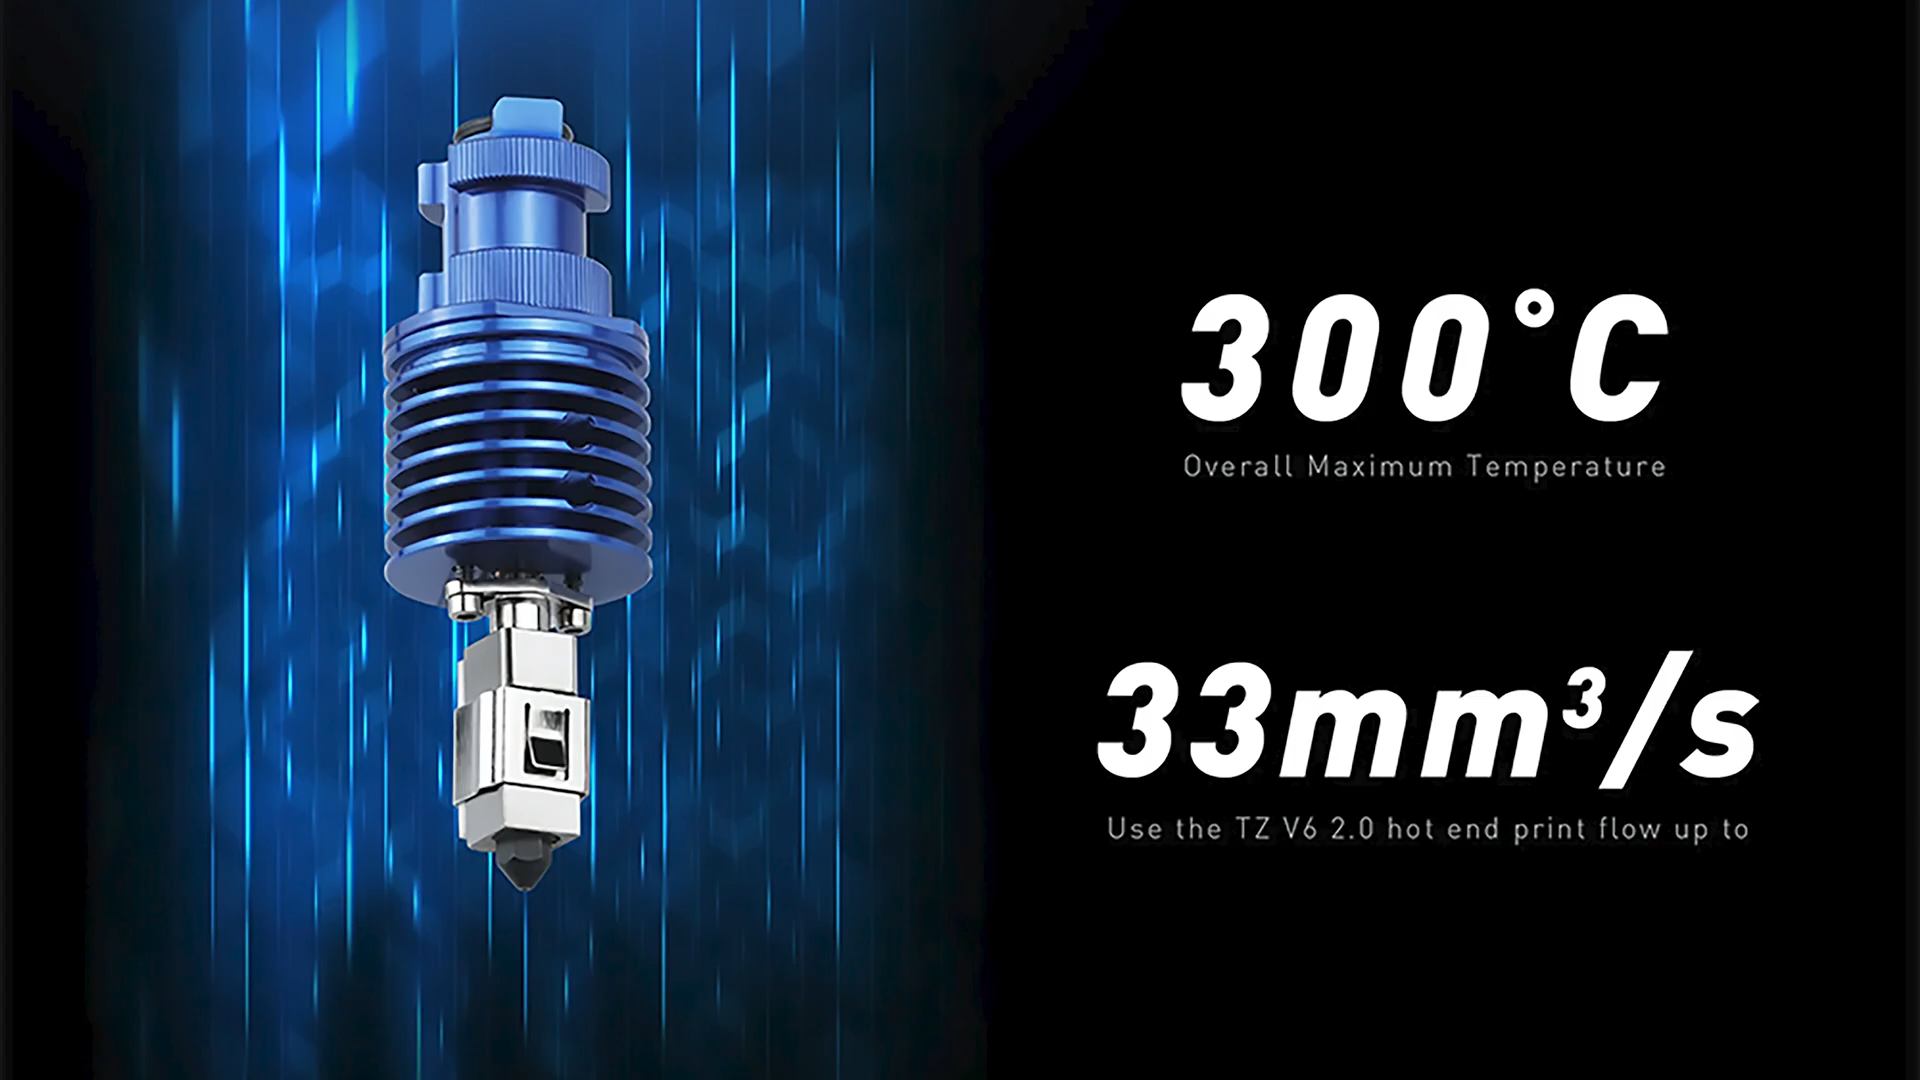 300°C
Overall Maximum Temperature
33mm³/s
Use the TZ V6 2.0 hot end print flow up to